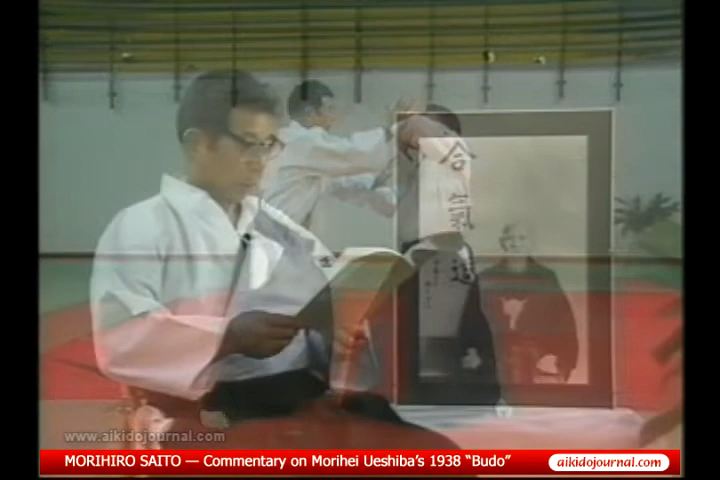 合
氣
道
www.aikidojournal.com
MORIHIRO SAITO — Commentary on Morihei Ueshiba's 1938 "Budo"
aikidojournal.com